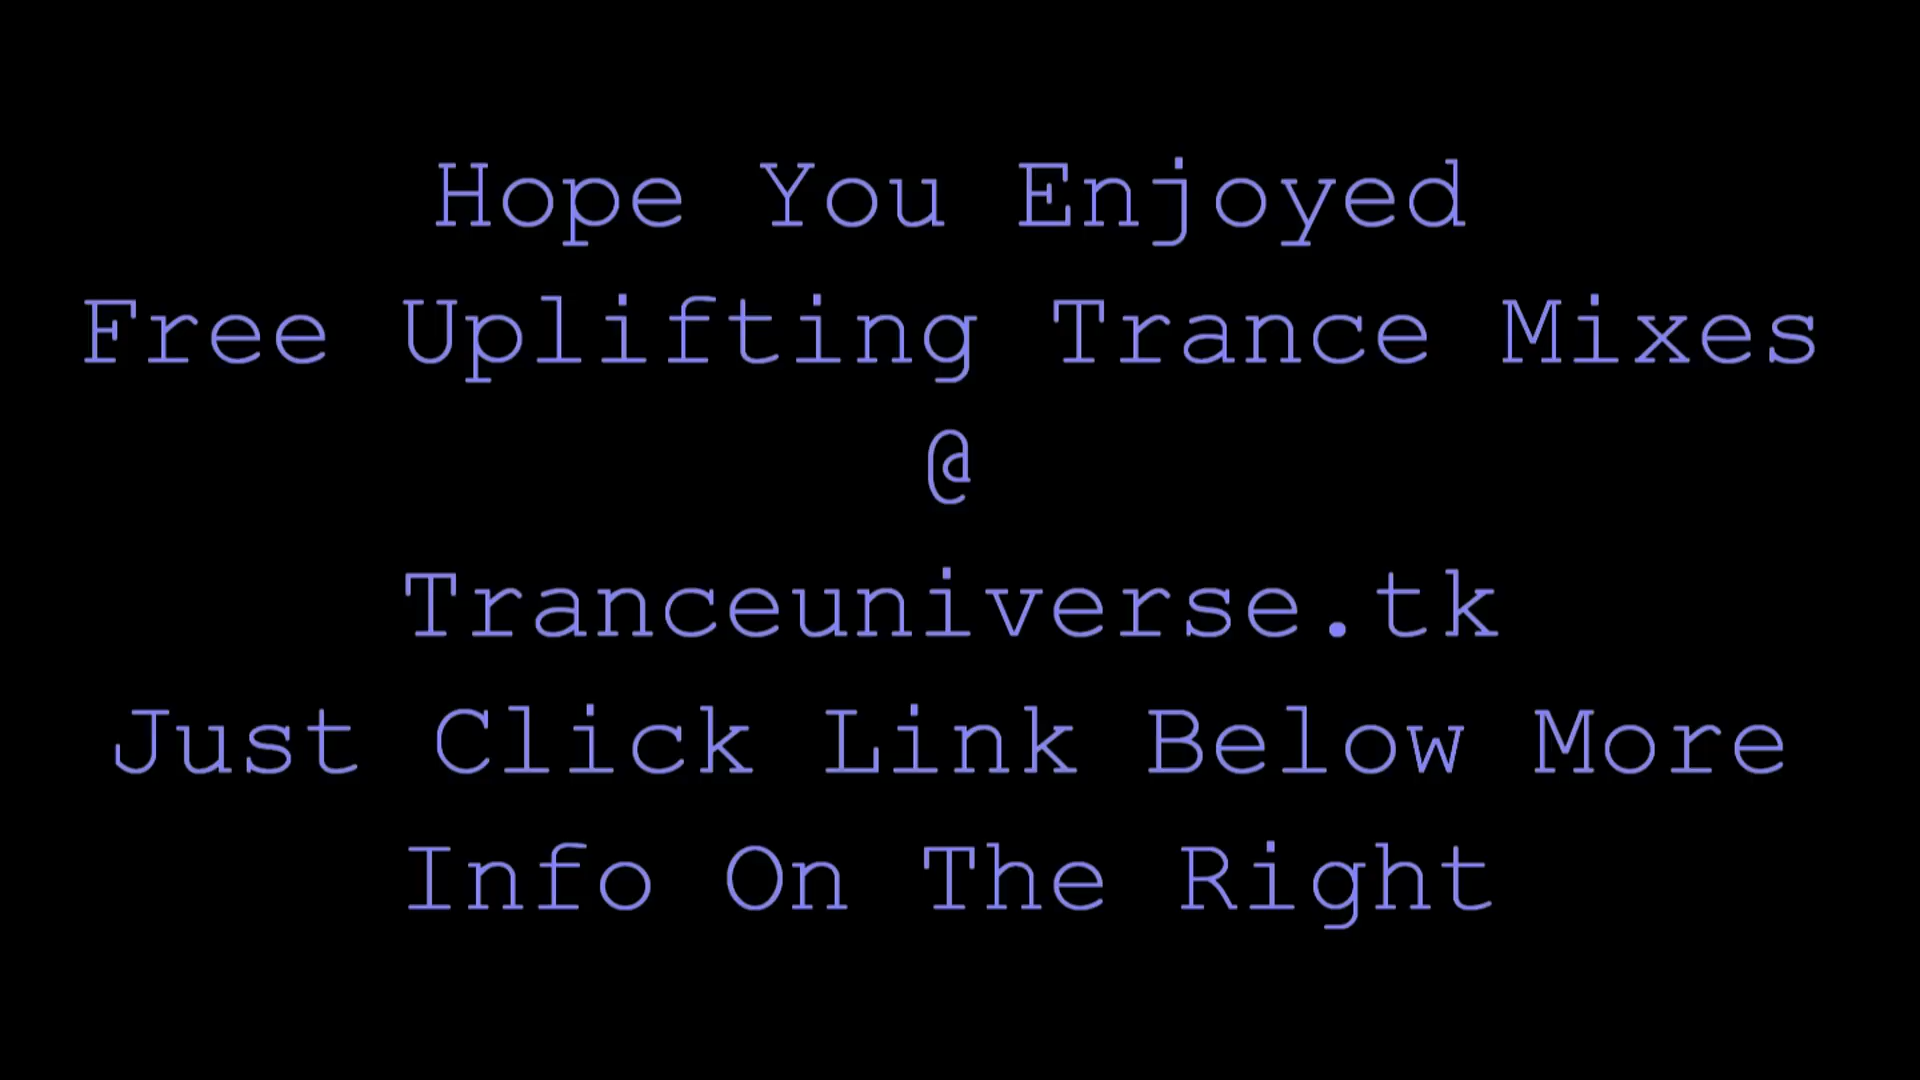 Hope You Enjoyed
Free Uplifting Trance Mixes
@
Tranceuniverse.tk
Just Click Link Below More
Info On The Right